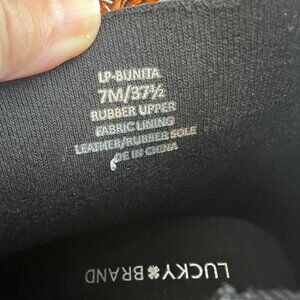 LP-BUNITA
7M/37½
RUBBER UPPER
FABRIC LINING
LEATHER/RUBBER SOLE
DE IN CHINA
LUCKY BRAND